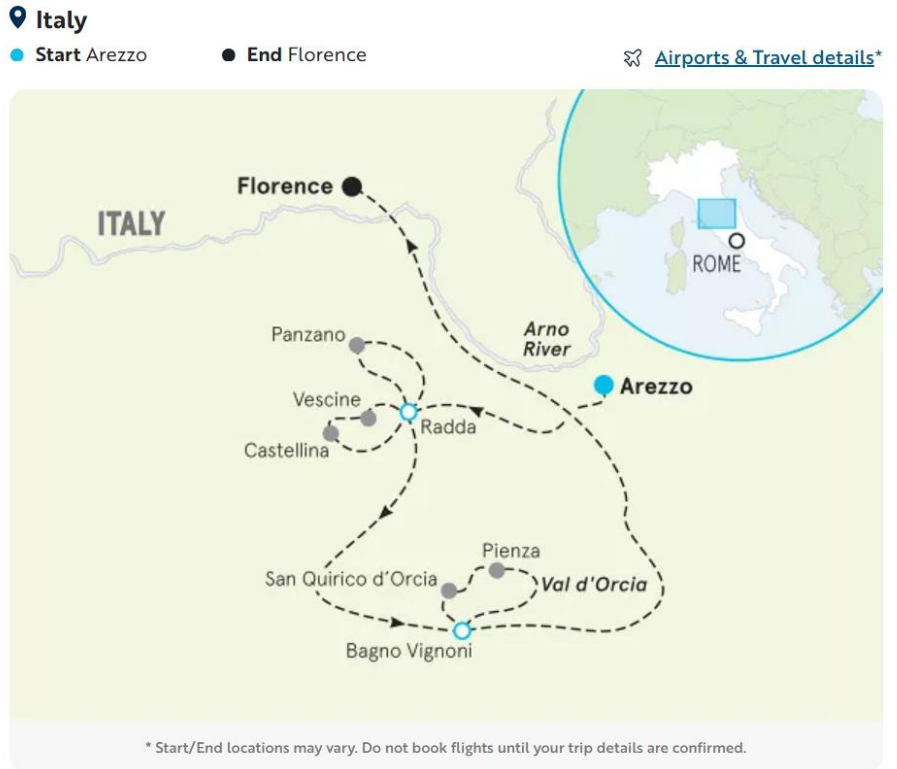 Italy
Start Arezzo
End Florence
Airports & Travel details*
Florence
ITALY
ROME
Panzano
Arno
River
Arezzo
Vescine
Radda
Castellina
Pienza
San Quirico d'Orcia
Val d'Orcia
Bagno Vignoni
* Start/End locations may vary. Do not book flights until your trip details are confirmed.